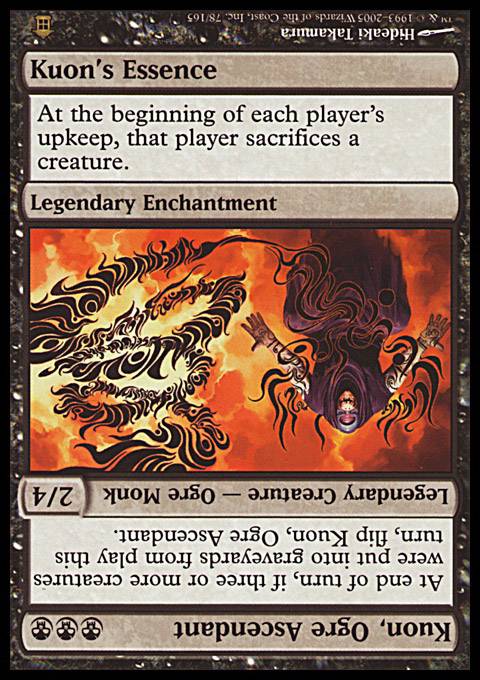 ™ & © 1993–2005 Wizards of the Coast, Inc. 78/165
Hideaki Takamura
Kuon's Essence
At the beginning of each player's
upkeep, that player sacrifices a
creature.
Legendary Enchantment
2/4
Legendary Creature — Ogre Monk
At end of turn, if three or more creatures
were put into graveyards from play this
turn, flip Kuon, Ogre Ascendant.
Kuon, Ogre Ascendant